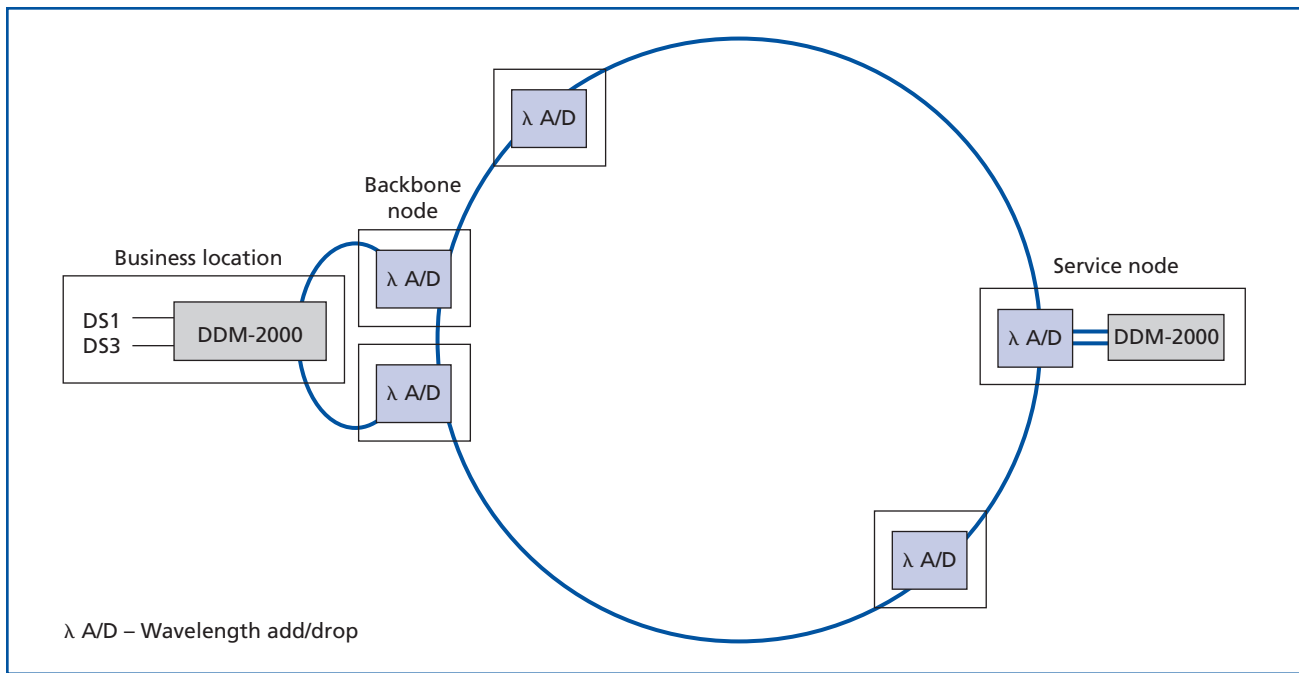 λ A/D
Backbone
node
λ A/D
Business location
DS1
DS3
DDM-2000
λ A/D
Service node
λ A/D
DDM-2000
λ A/D
λ A/D – Wavelength add/drop